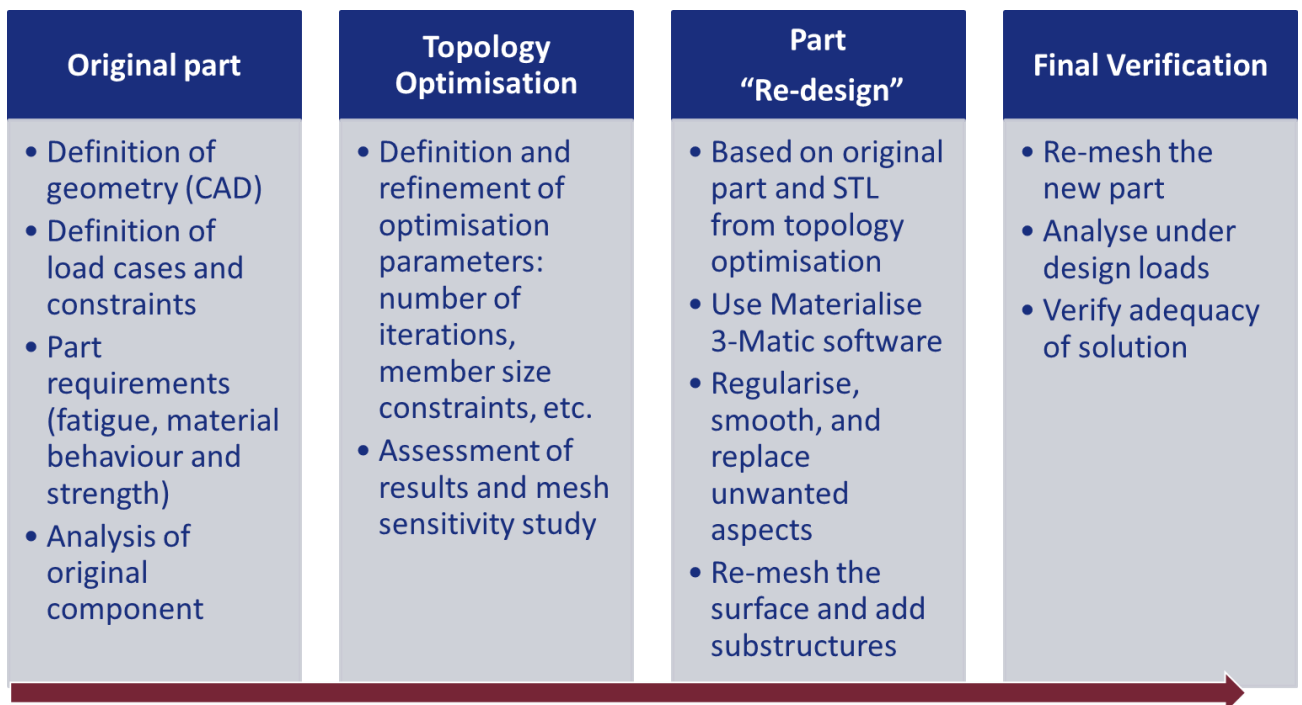 Original part
• Definition of
geometry (CAD)
• Definition of
load cases and
constraints
• Part
requirements
(fatigue, material
behaviour and
strength)
• Analysis of
original
component
Topology
Optimisation
• Definition and
refinement of
optimisation
parameters:
number of
iterations,
member size
constraints, etc.
• Assessment of
results and mesh
sensitivity study
Part
“Re-design”
• Based on original
part and STL
from topology
optimisation
• Use Materialise
3-Matic software
• Regularise,
smooth, and
replace
unwanted
aspects
• Re-mesh the
surface and add
substructures
Final Verification
• Re-mesh the
new part
• Analyse under
design loads
• Verify adequacy
of solution